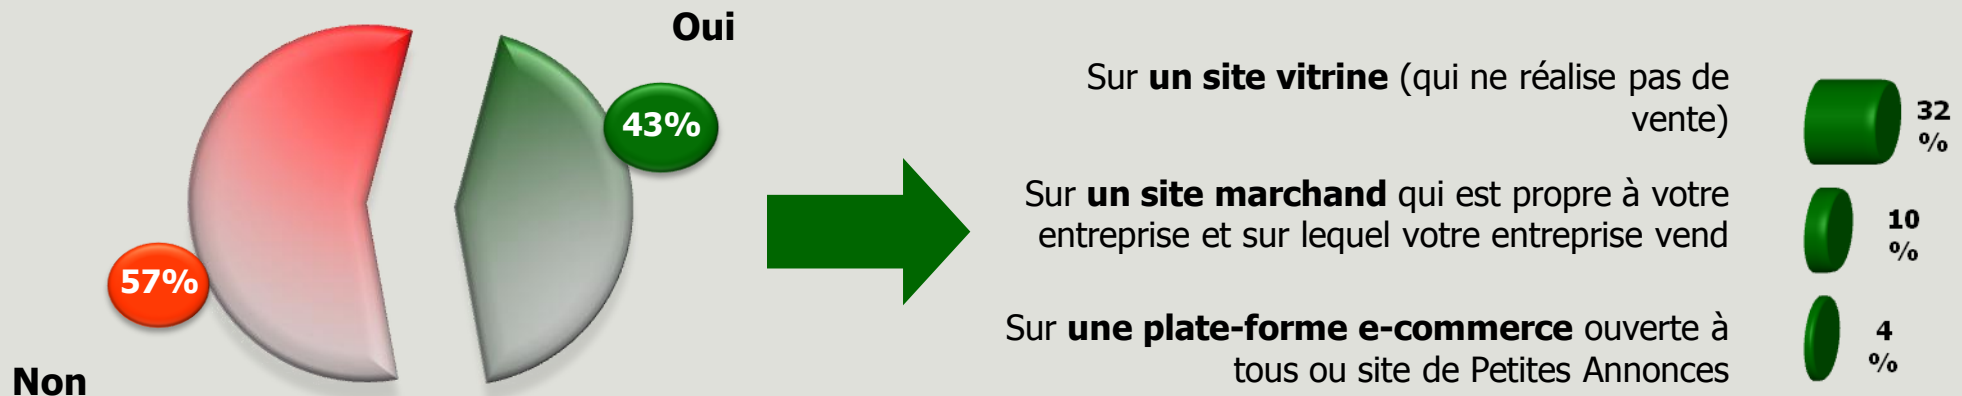 Oui
43%
57%
Non
Sur un site vitrine (qui ne réalise pas de
vente)
32
%
Sur un site marchand qui est propre à votre
entreprise et sur lequel votre entreprise vend
10
%
Sur une plate-forme e-commerce ouverte à
tous ou site de Petites Annonces
4
%